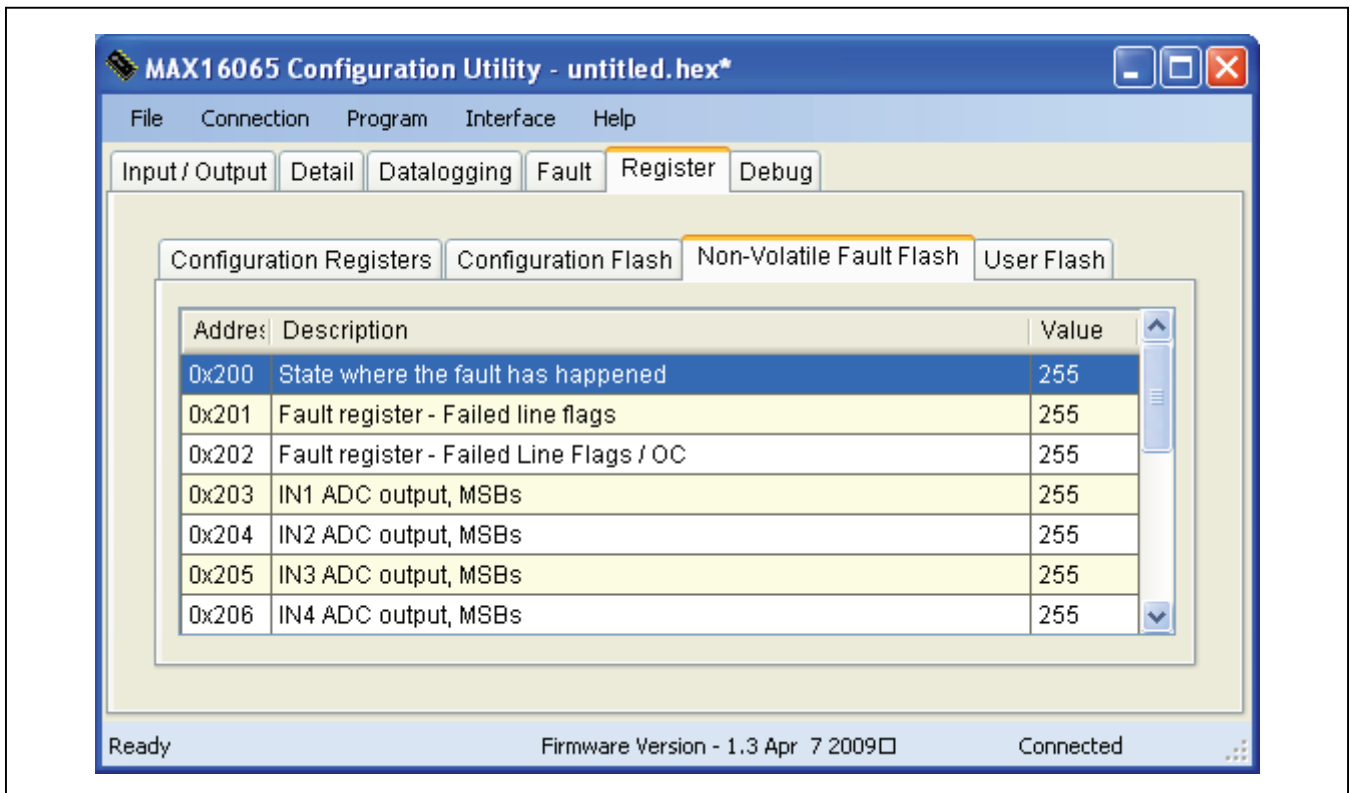 MAX16065 Configuration Utility - untitled.hex*
File Connection Program Interface Help
Input / Output Detail Datalogging Fault Register Debug
Configuration Registers Configuration Flash Non-Volatile Fault Flash User Flash
Addres Description Value
0x200 State where the fault has happened 255
0x201 Fault register - Failed line flags 255
0x202 Fault register - Failed Line Flags / OC 255
0x203 IN1 ADC output, MSBs 255
0x204 IN2 ADC output, MSBs 255
0x205 IN3 ADC output, MSBs 255
0x206 IN4 ADC output, MSBs 255
Ready Firmware Version - 1.3 Apr 7 2009□ Connected